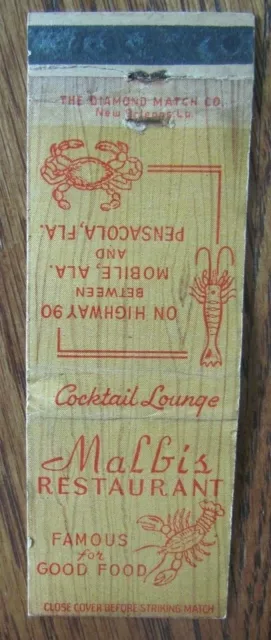 THE DIAMOND MATCH CO.
New Orleans, La.
ON HIGHWAY 90
BETWEEN
MOBILE, ALA.
AND
PENSACOLA, FLA.
Cocktail Lounge
Malbis
RESTAURANT
FAMOUS
for
GOOD FOOD
CLOSE COVER BEFORE STRIKING MATCH